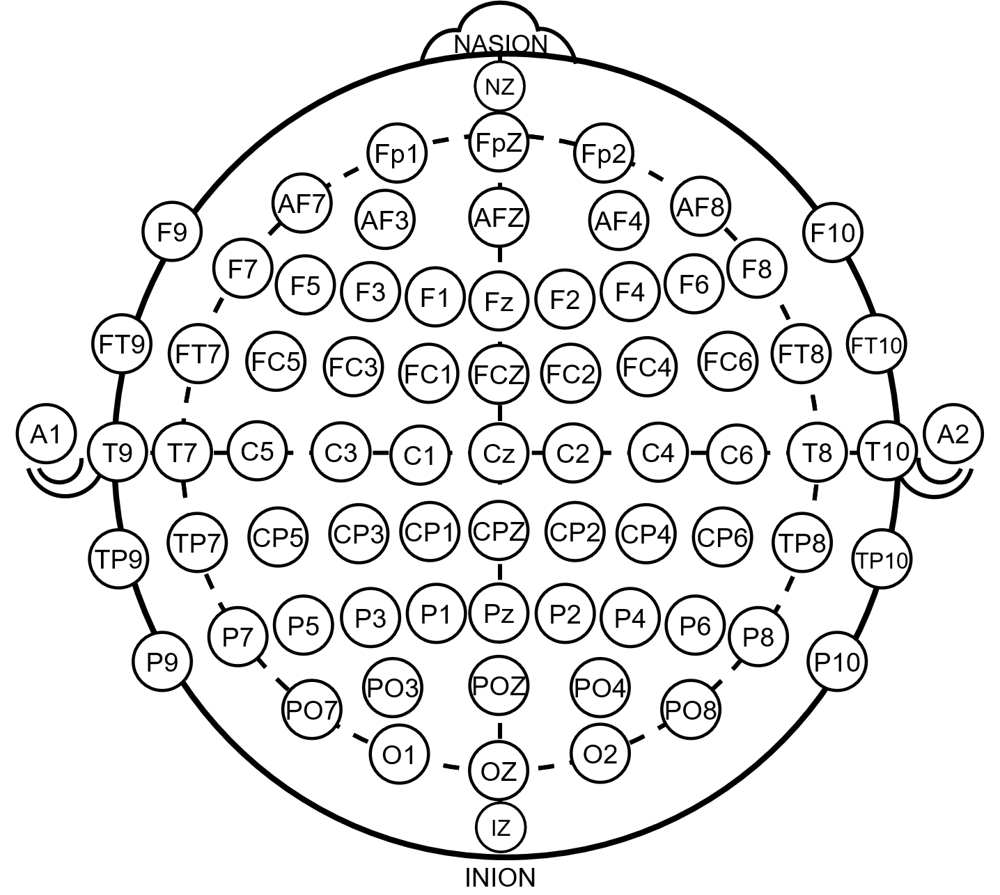 NASION
NZ
Fp1 FpZ Fp2
AF7 AF3 AFZ AF4 AF8
F9 F7 F5 F3 F1 Fz F2 F4 F6 F8 F10
FT9 FT7 FC5 FC3 FC1 FCZ FC2 FC4 FC6 FT8 FT10
A1 T9 T7 C5 C3 C1 Cz C2 C4 C6 T8 T10 A2
TP9 TP7 CP5 CP3 CP1 CPZ CP2 CP4 CP6 TP8 TP10
P9 P7 P5 P3 P1 Pz P2 P4 P6 P8 P10
PO7 PO3 POZ PO4 PO8
O1 OZ O2
IZ
INION